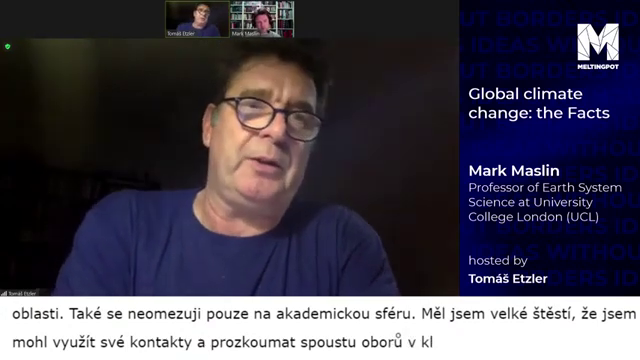 Tomáš Etzler
Mark Maslin
MELTINGPOT
Global climate
change: the Facts
Mark Maslin
Professor of Earth System
Science at University
College London (UCL)
hosted by
Tomáš Etzler
Tomáš Etzler
oblasti. Také se neomezuji pouze na akademickou sféru. Měl jsem velké štěstí, že jsem
mohl využít své kontakty a prozkoumat spoustu oborů v kl